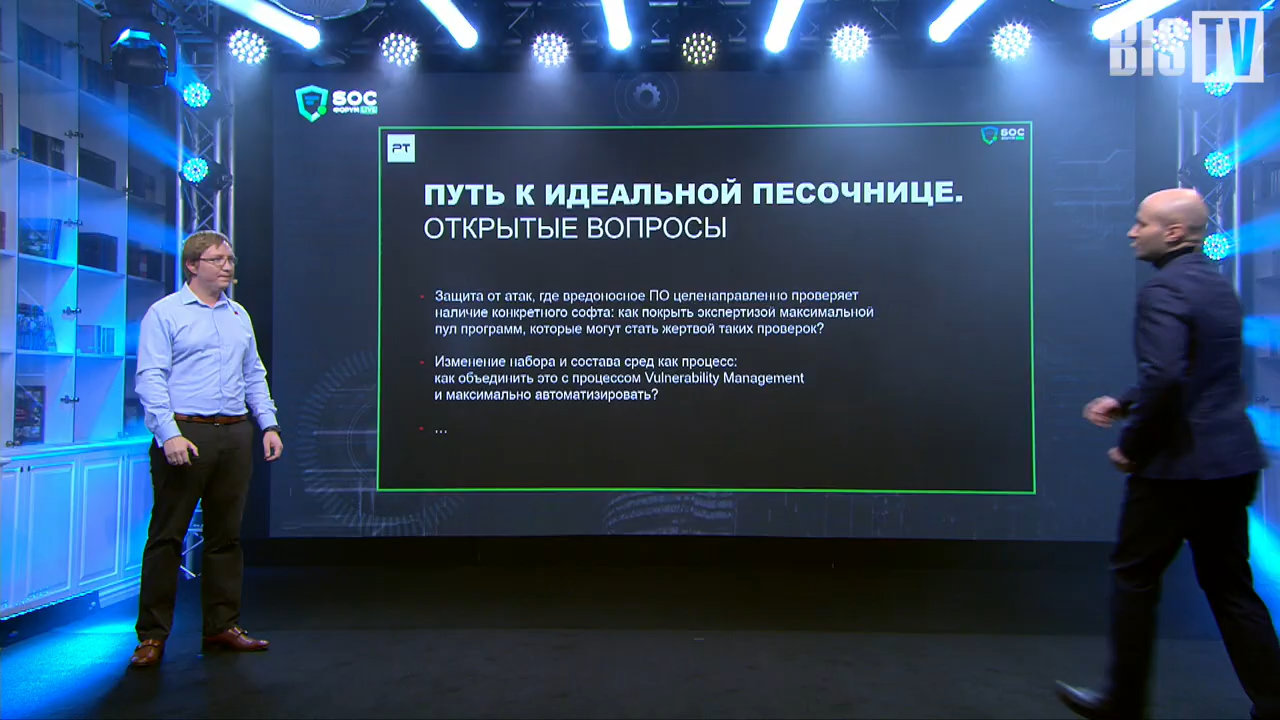 BIS TV
SOC
ФОРУМ LIVE
SOC
PT
ПУТЬ К ИДЕАЛЬНОЙ ПЕСОЧНИЦЕ.
ОТКРЫТЫЕ ВОПРОСЫ
Защита от атак, где вредоносное ПО целенаправленно проверяет
наличие конкретного софта: как покрыть экспертизой максимальной
пул программ, которые могут стать жертвой таких проверок?
Изменение набора и состава сред как процесс:
как объединить это с процессом Vulnerability Management
и максимально автоматизировать?
...